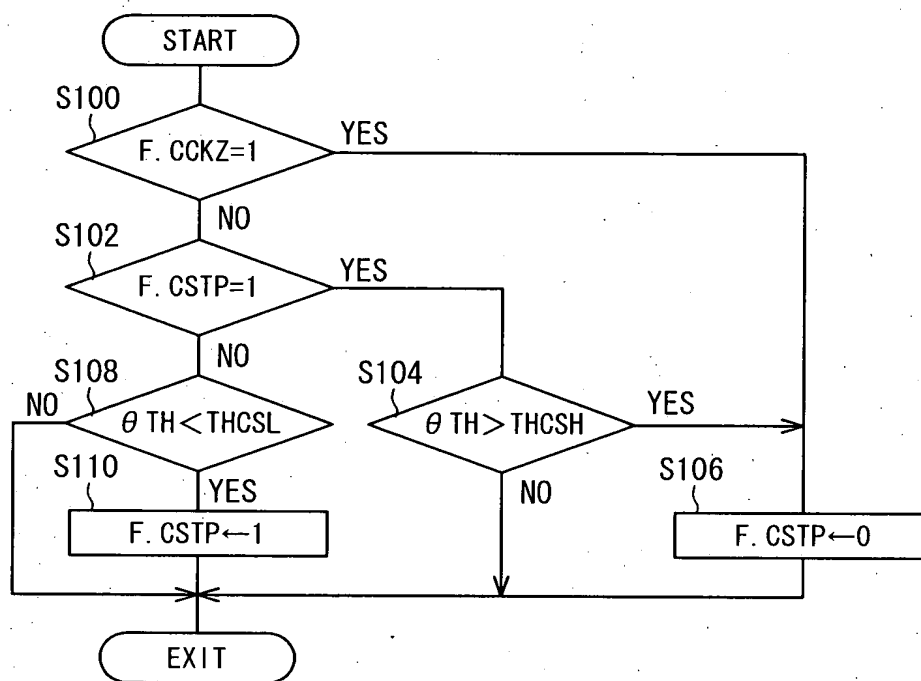 START
S100
F. CCKZ=1
YES
NO
S102
F. CSTP=1
YES
NO
S108
NO
θ TH<THCSL
S104
θ TH>THCSH
YES
S110
YES
NO
S106
F. CSTP←1
F. CSTP←0
EXIT